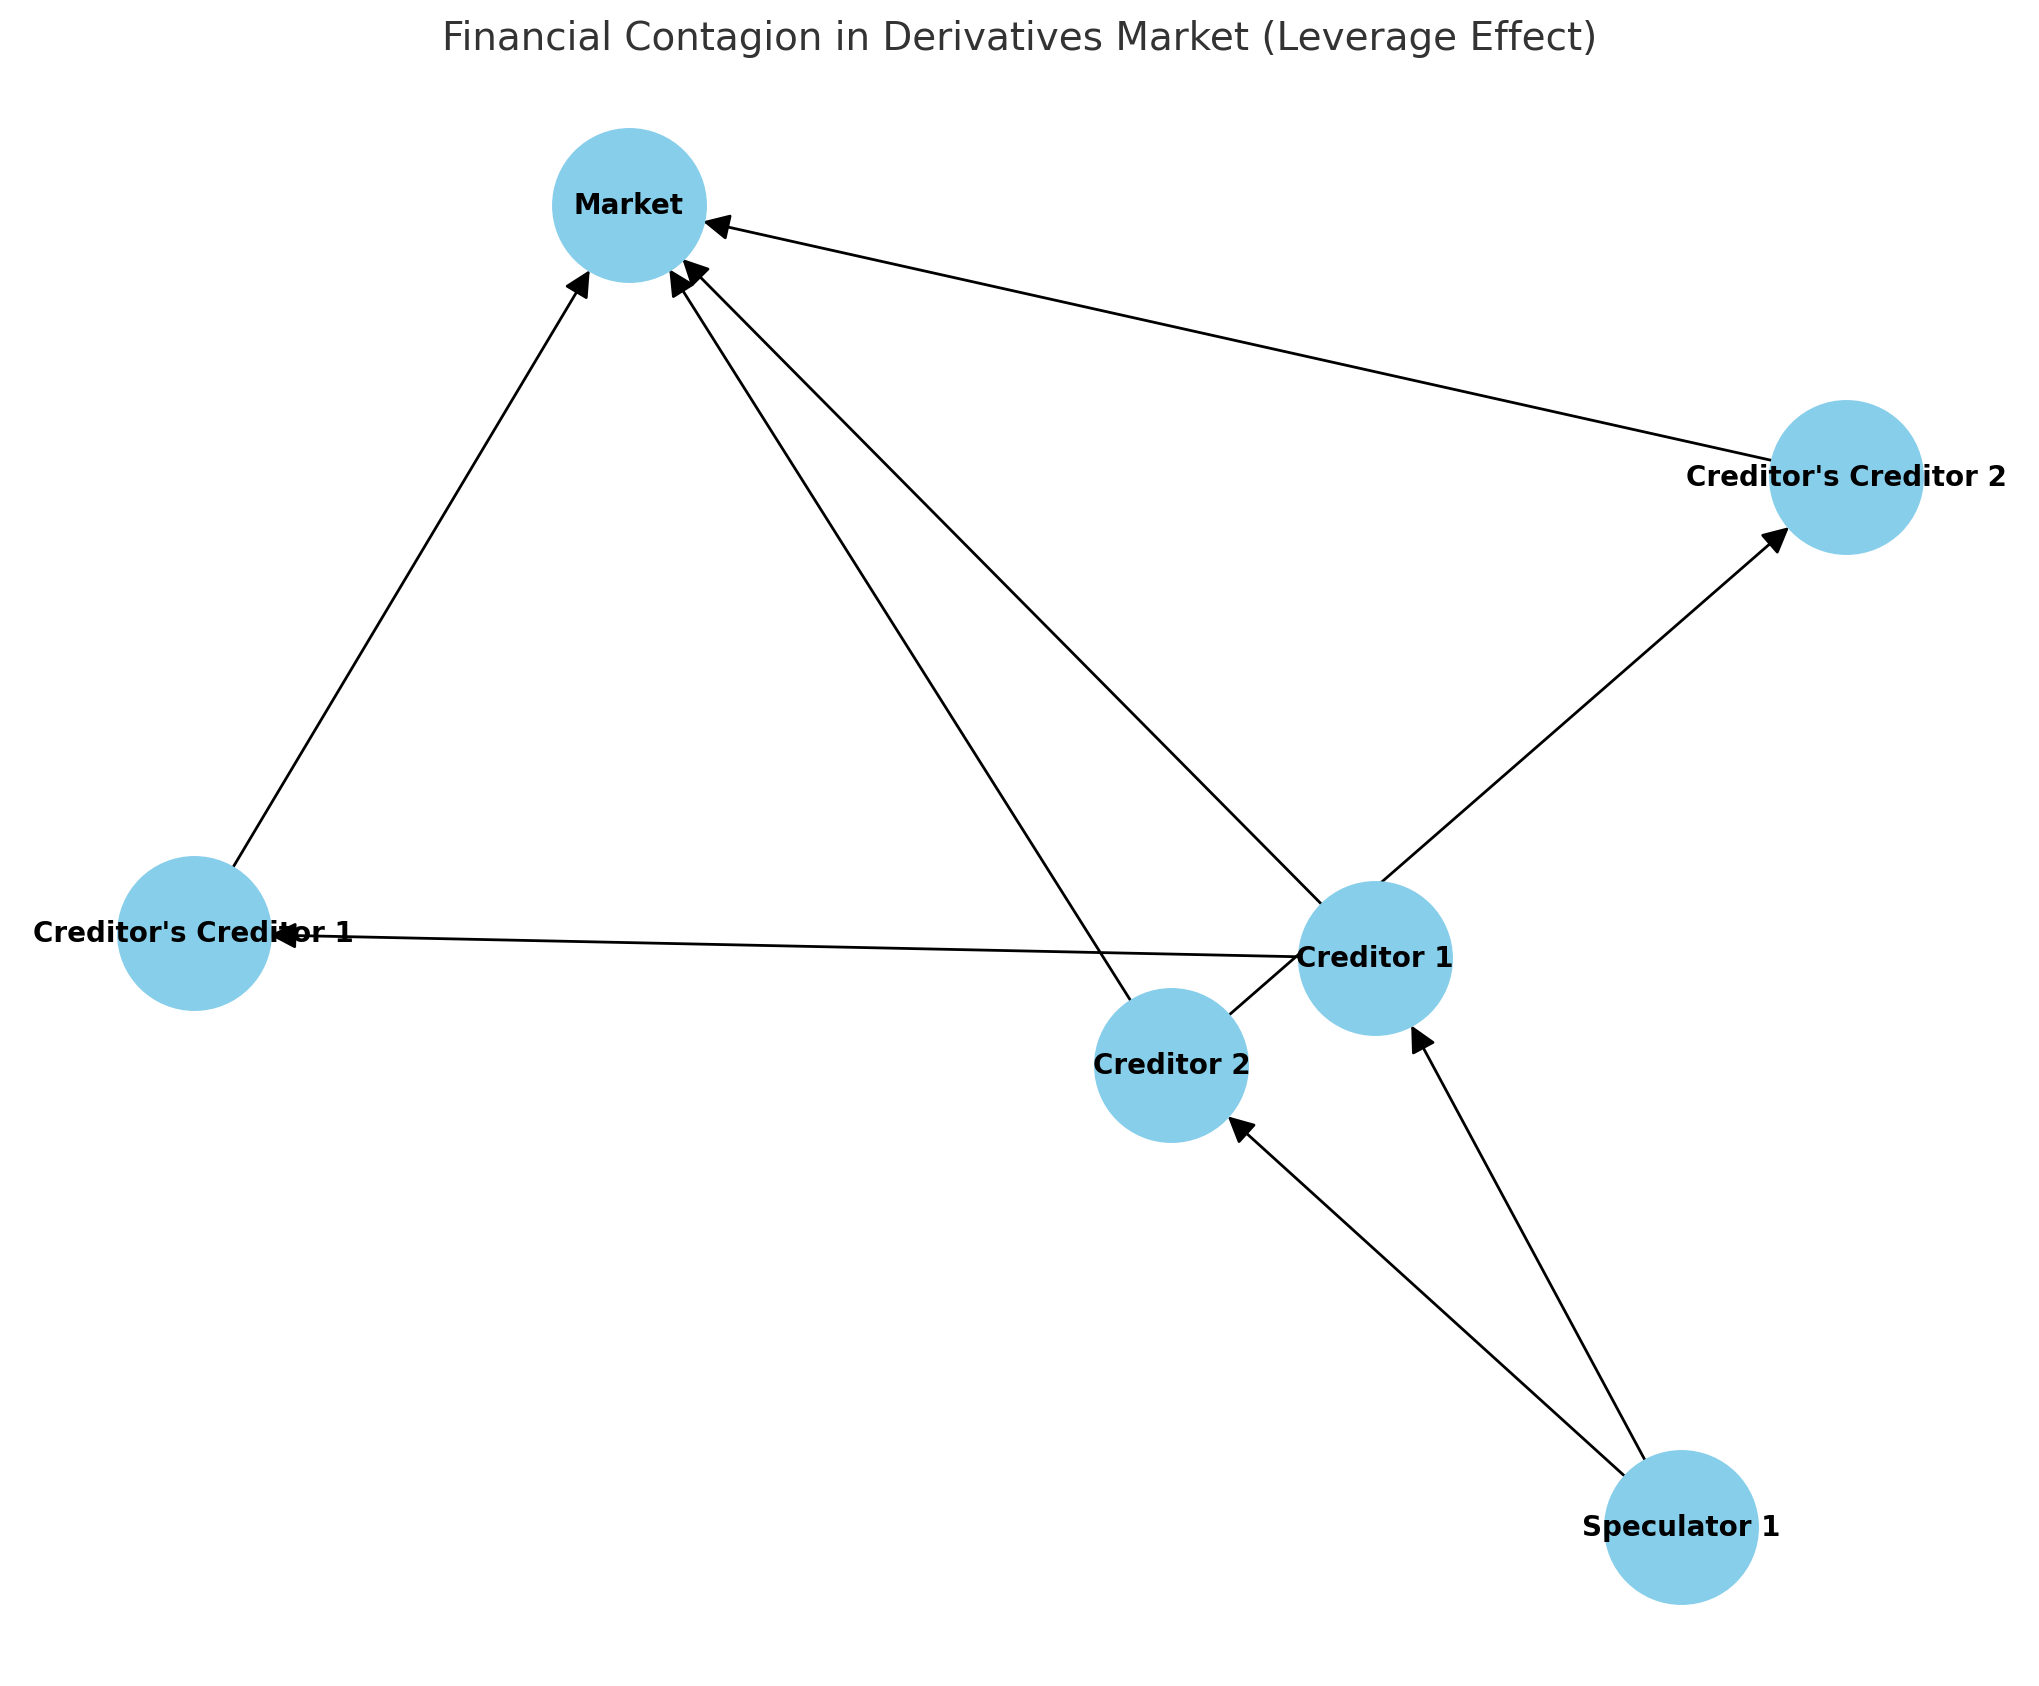 Financial Contagion in Derivatives Market (Leverage Effect)
Market
Creditor's Creditor 2
Creditor's Creditor 1
Creditor 1
Creditor 2
Speculator 1